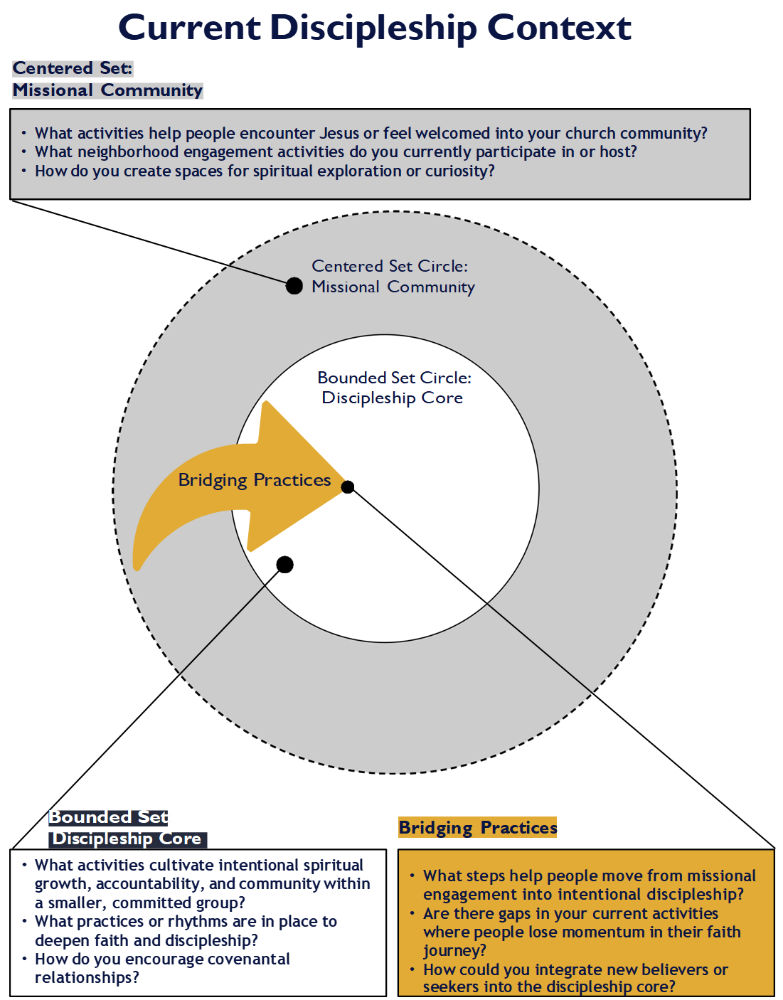 Current Discipleship Context
Centered Set:
Missional Community
• What activities help people encounter Jesus or feel welcomed into your church community?
• What neighborhood engagement activities do you currently participate in or host?
• How do you create spaces for spiritual exploration or curiosity?
Centered Set Circle:
Missional Community
Bounded Set Circle:
Discipleship Core
Bridging Practices
Bounded Set
Discipleship Core
• What activities cultivate intentional spiritual
growth, accountability, and community within
a smaller, committed group?
• What practices or rhythms are in place to
deepen faith and discipleship?
• How do you encourage covenantal
relationships?
Bridging Practices
• What steps help people move from missional
engagement into intentional discipleship?
• Are there gaps in your current activities
where people lose momentum in their faith
journey?
• How could you integrate new believers or
seekers into the discipleship core?